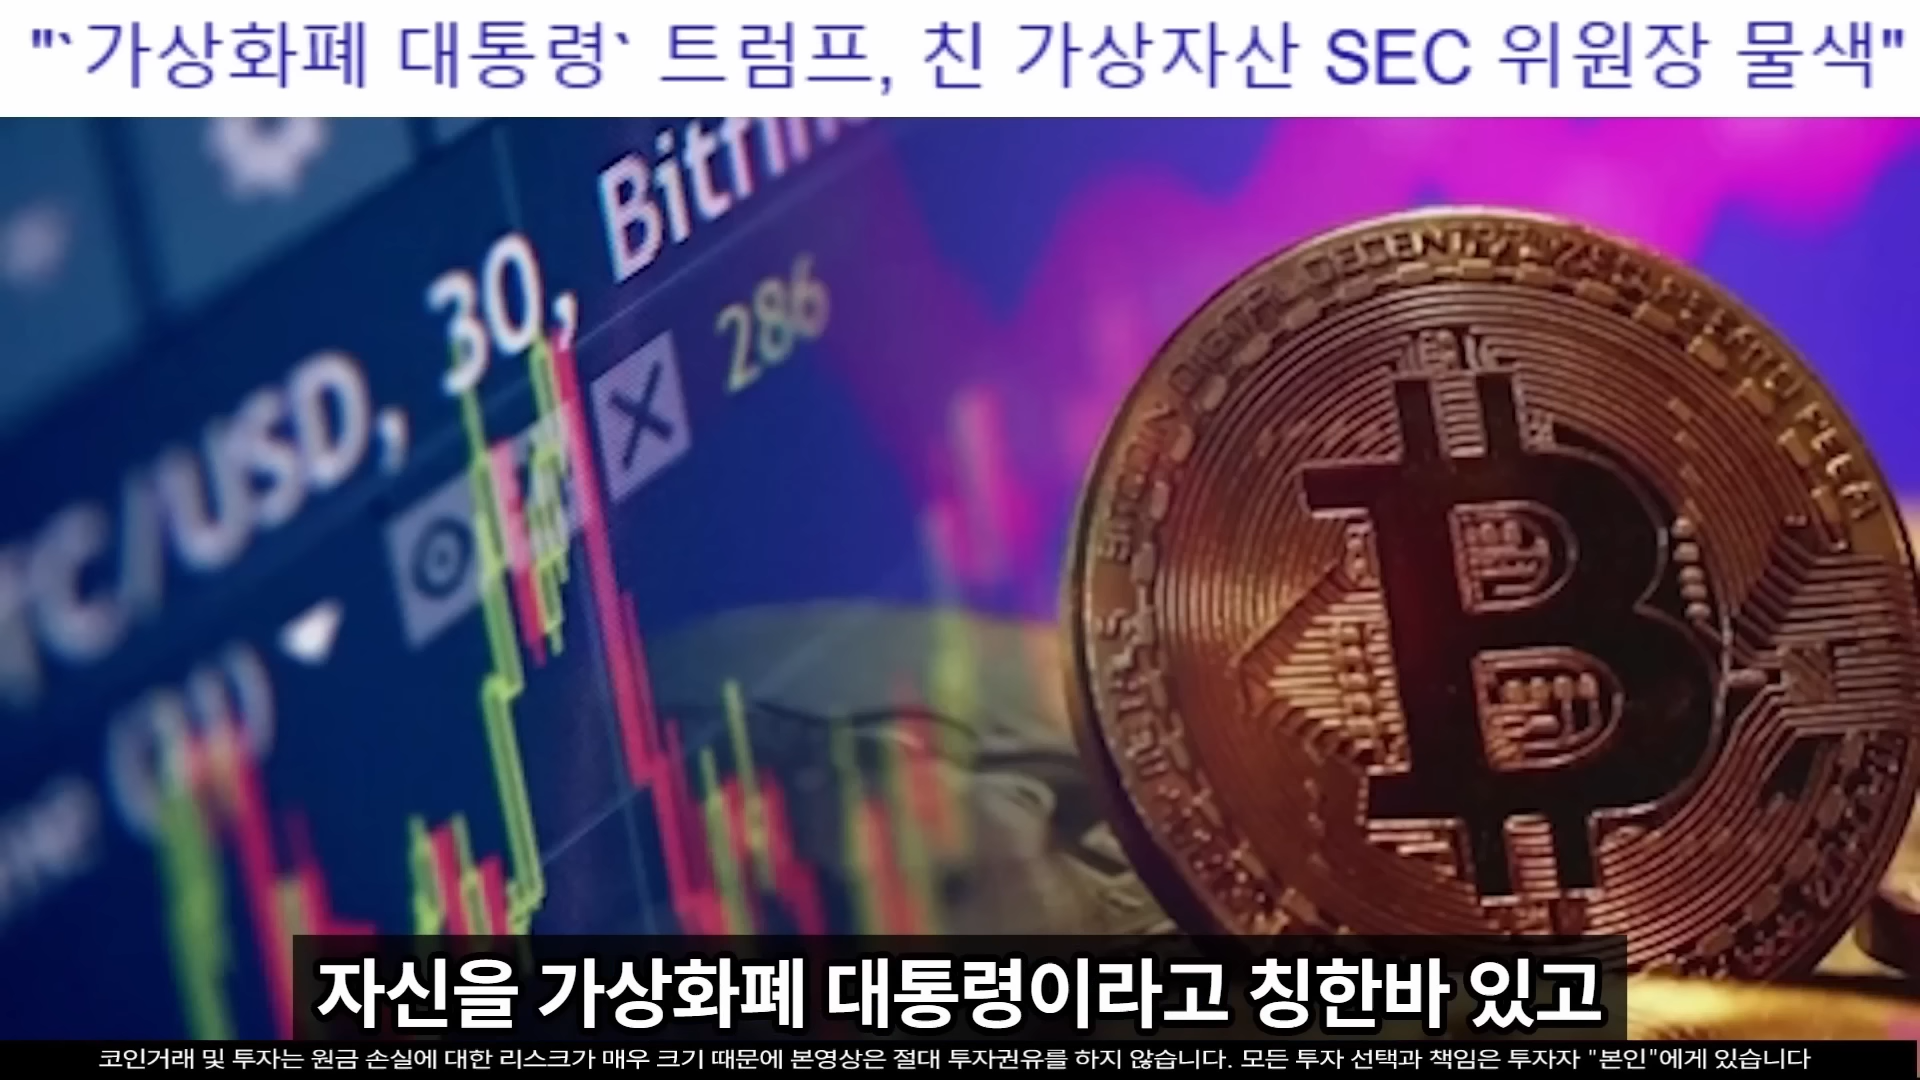 "`가상화폐 대통령` 트럼프, 친 가상자산 SEC 위원장 물색"
30, Bitfin
286
C/USD,
자신을 가상화폐 대통령이라고 칭한바 있고
코인거래 및 투자는 원금 손실에 대한 리스크가 매우 크기 때문에 본영상은 절대 투자권유를 하지 않습니다. 모든 투자 선택과 책임은 투자자 "본인"에게 있습니다